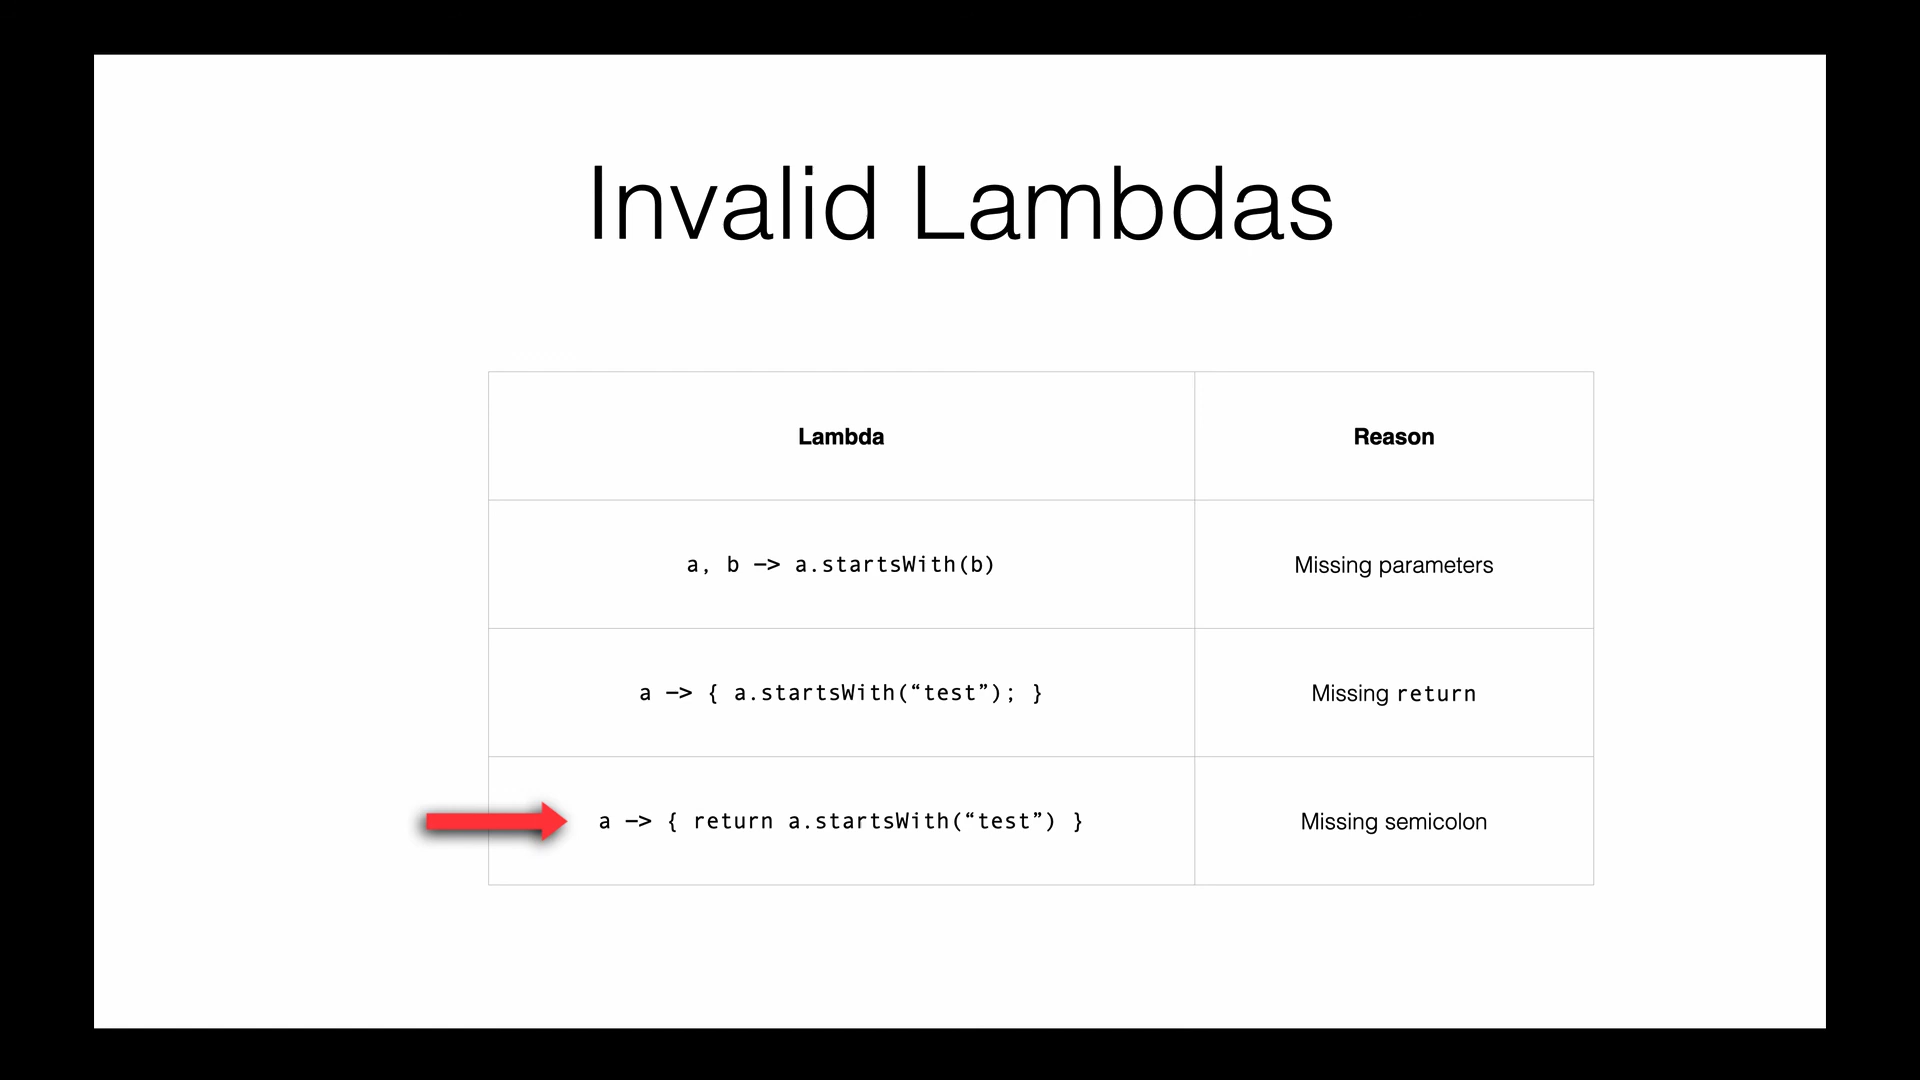 Invalid Lambdas
Lambda Reason
a, b -> a.startsWith(b) Missing parameters
a -> { a.startsWith(“test”); } Missing return
a -> { return a.startsWith(“test”) } Missing semicolon